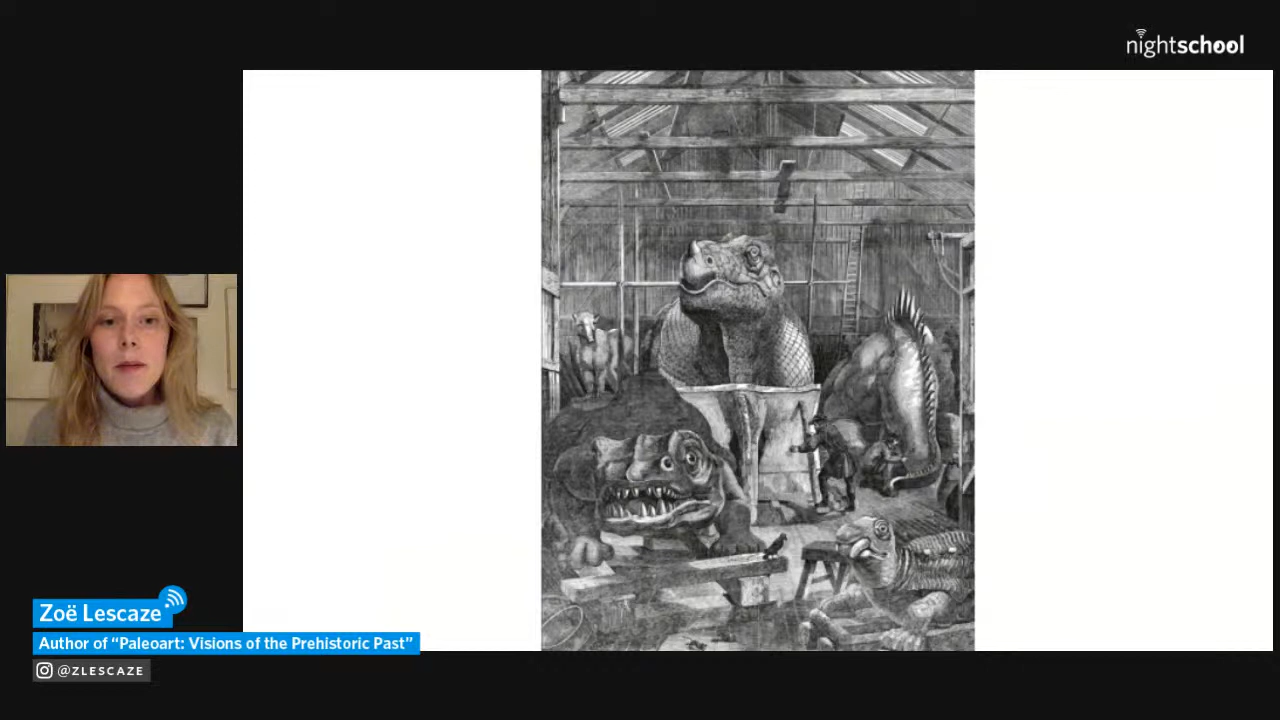 nightschool
Zoë Lescaze
Author of “Paleoart: Visions of the Prehistoric Past”
@ZLESCAZE